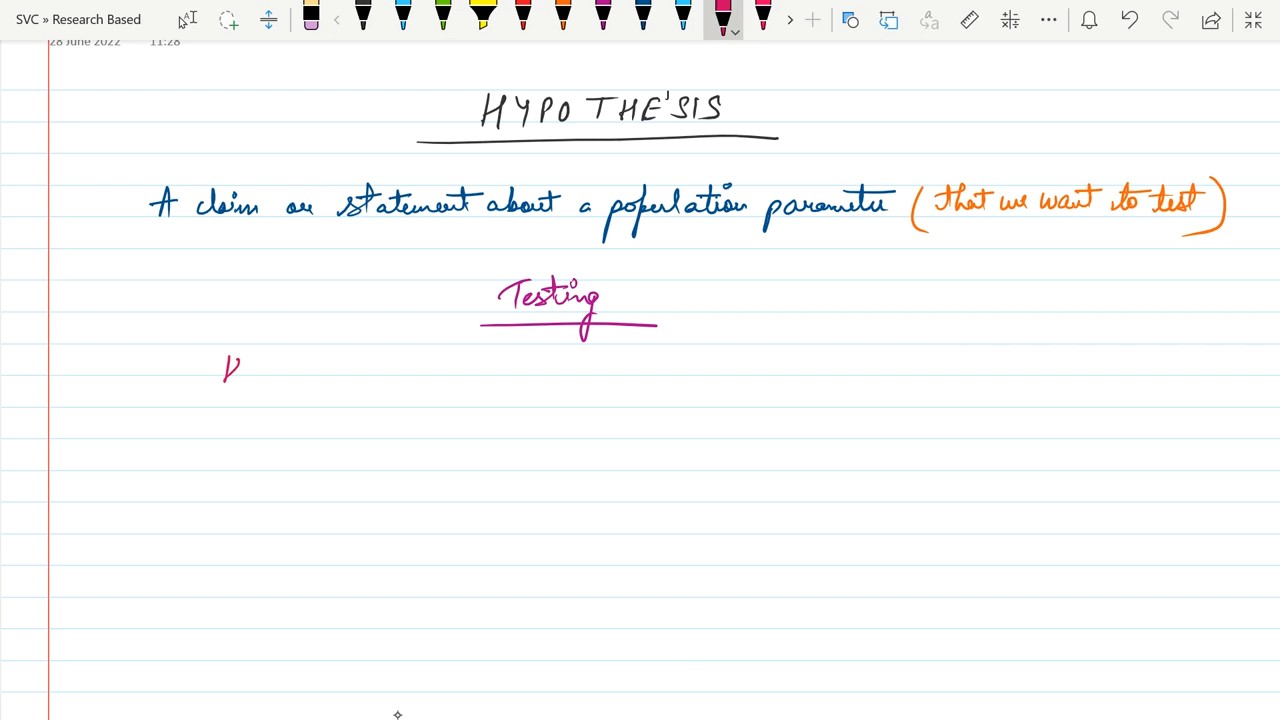 SVC » Research Based
28 June 2022 11:28
HYPOTHESIS
A claim or statement about a population parameter (that we want to test)
Testing